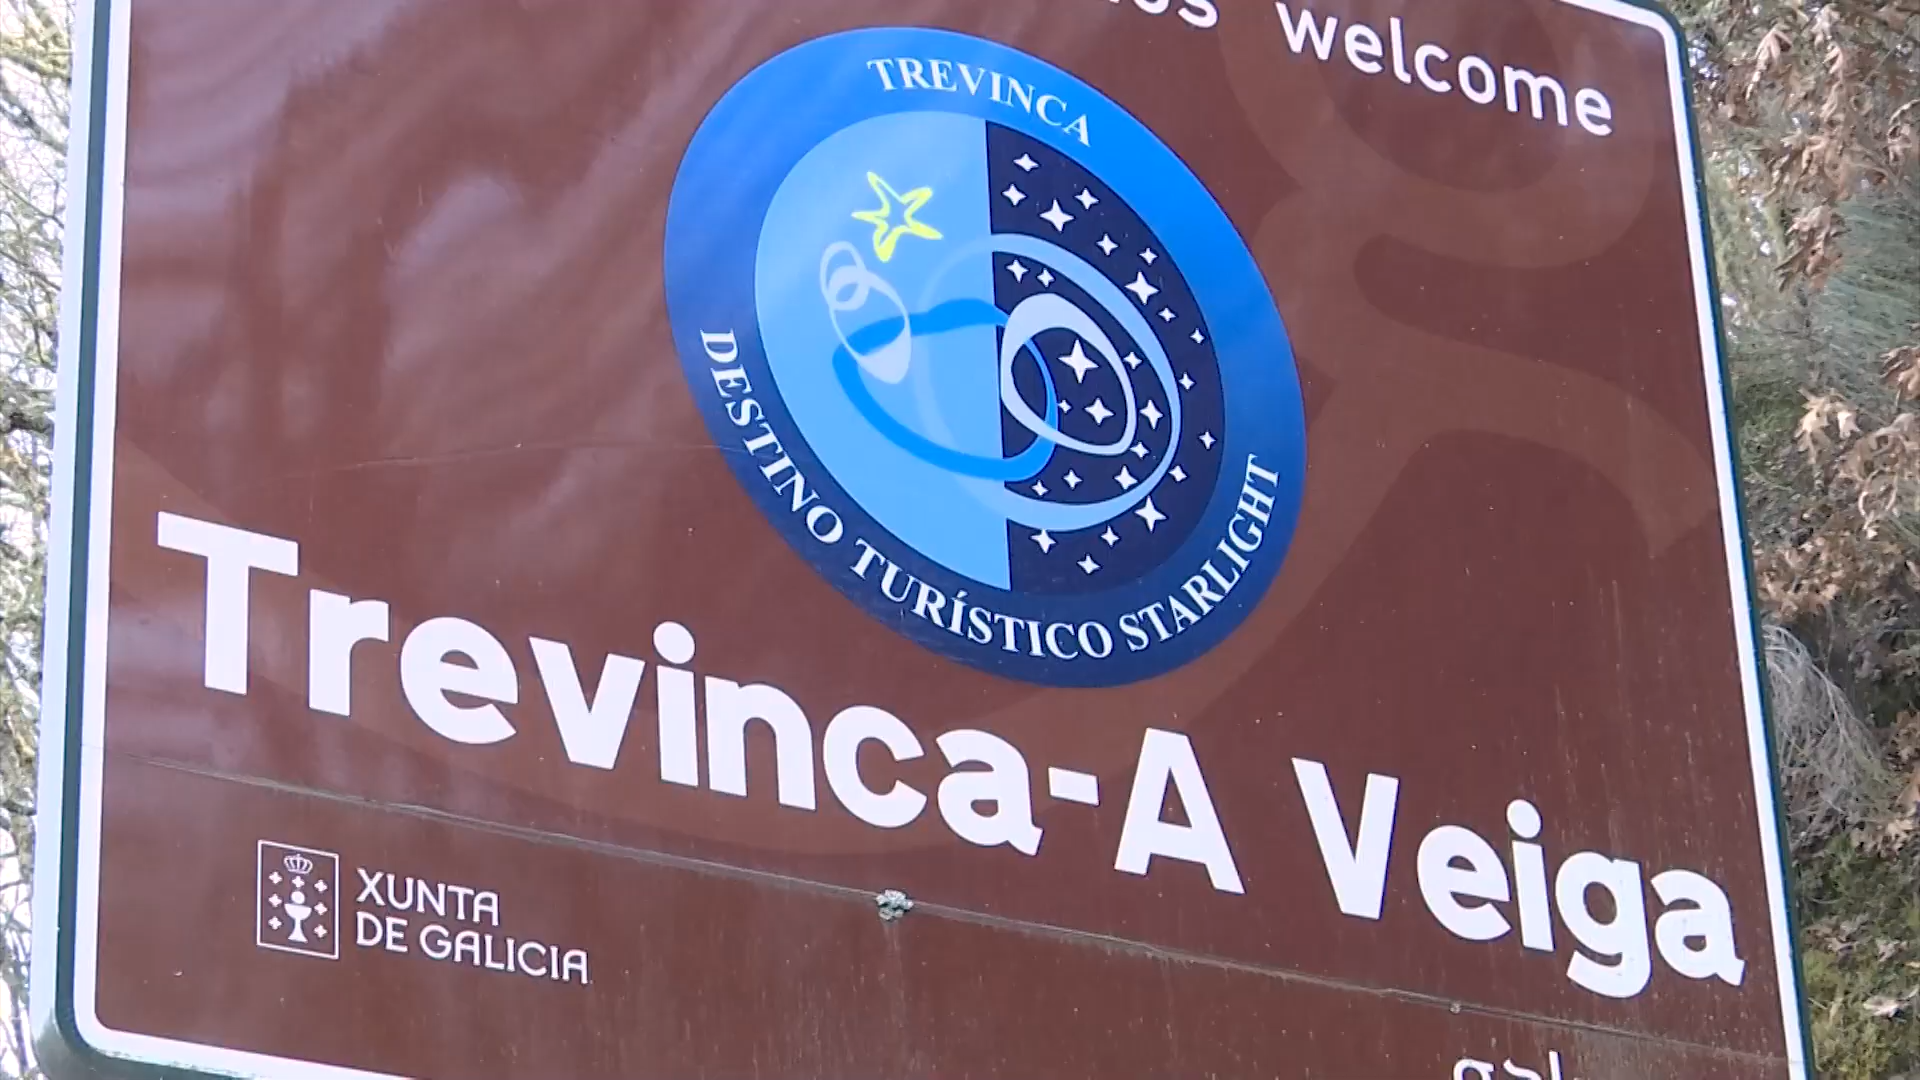 welcome
TREVINCA
DESTINO TURÍSTICO STARLIGHT
Trevinca-A Veiga
XUNTA
DE GALICIA